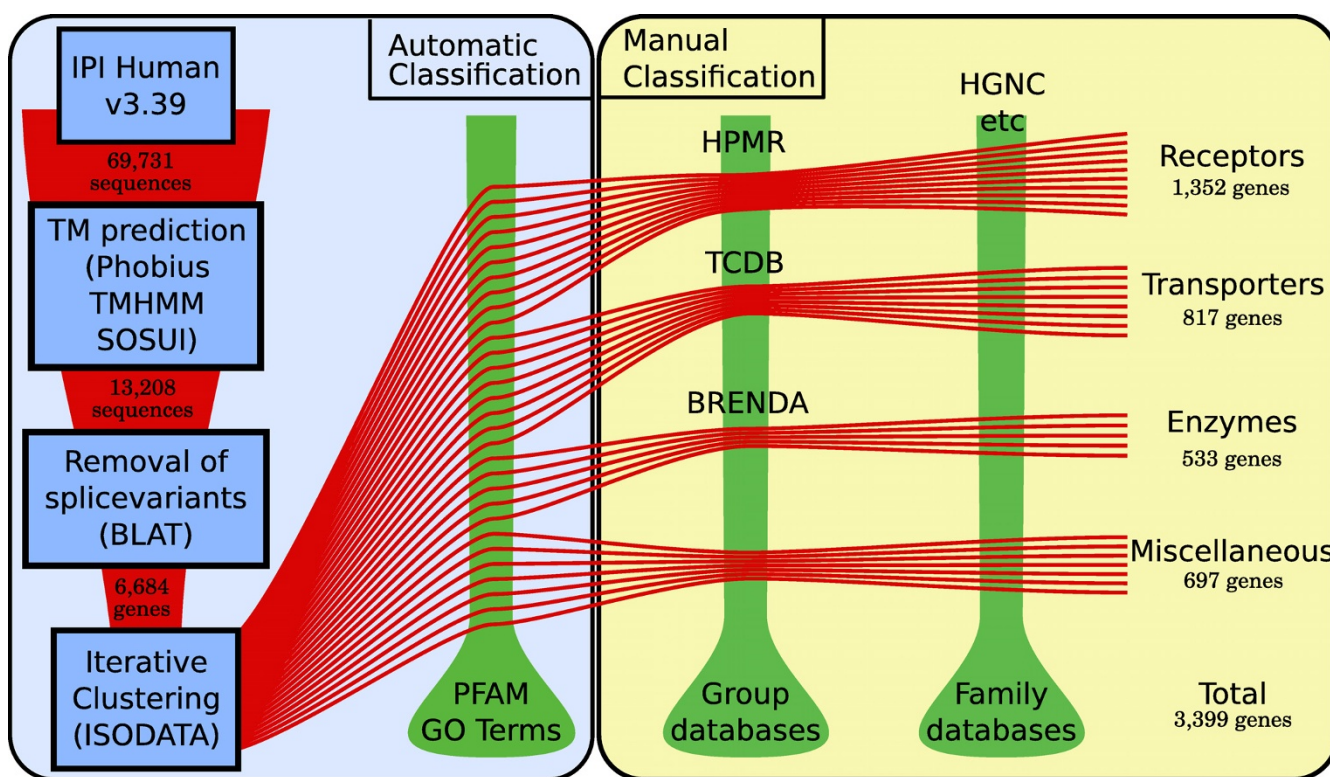 IPI Human
v3.39
69,731
sequences
TM prediction
(Phobius
TMHMM
SOSUI)
13,208
sequences
Removal of
splicevariants
(BLAT)
6,684
genes
Iterative
Clustering
(ISODATA)
Automatic
Classification
PFAM
GO Terms
Manual
Classification
HPMR
TCDB
BRENDA
Group
databases
HGNC
etc
Family
databases
Receptors
1,352 genes
Transporters
817 genes
Enzymes
533 genes
Miscellaneous
697 genes
Total
3,399 genes